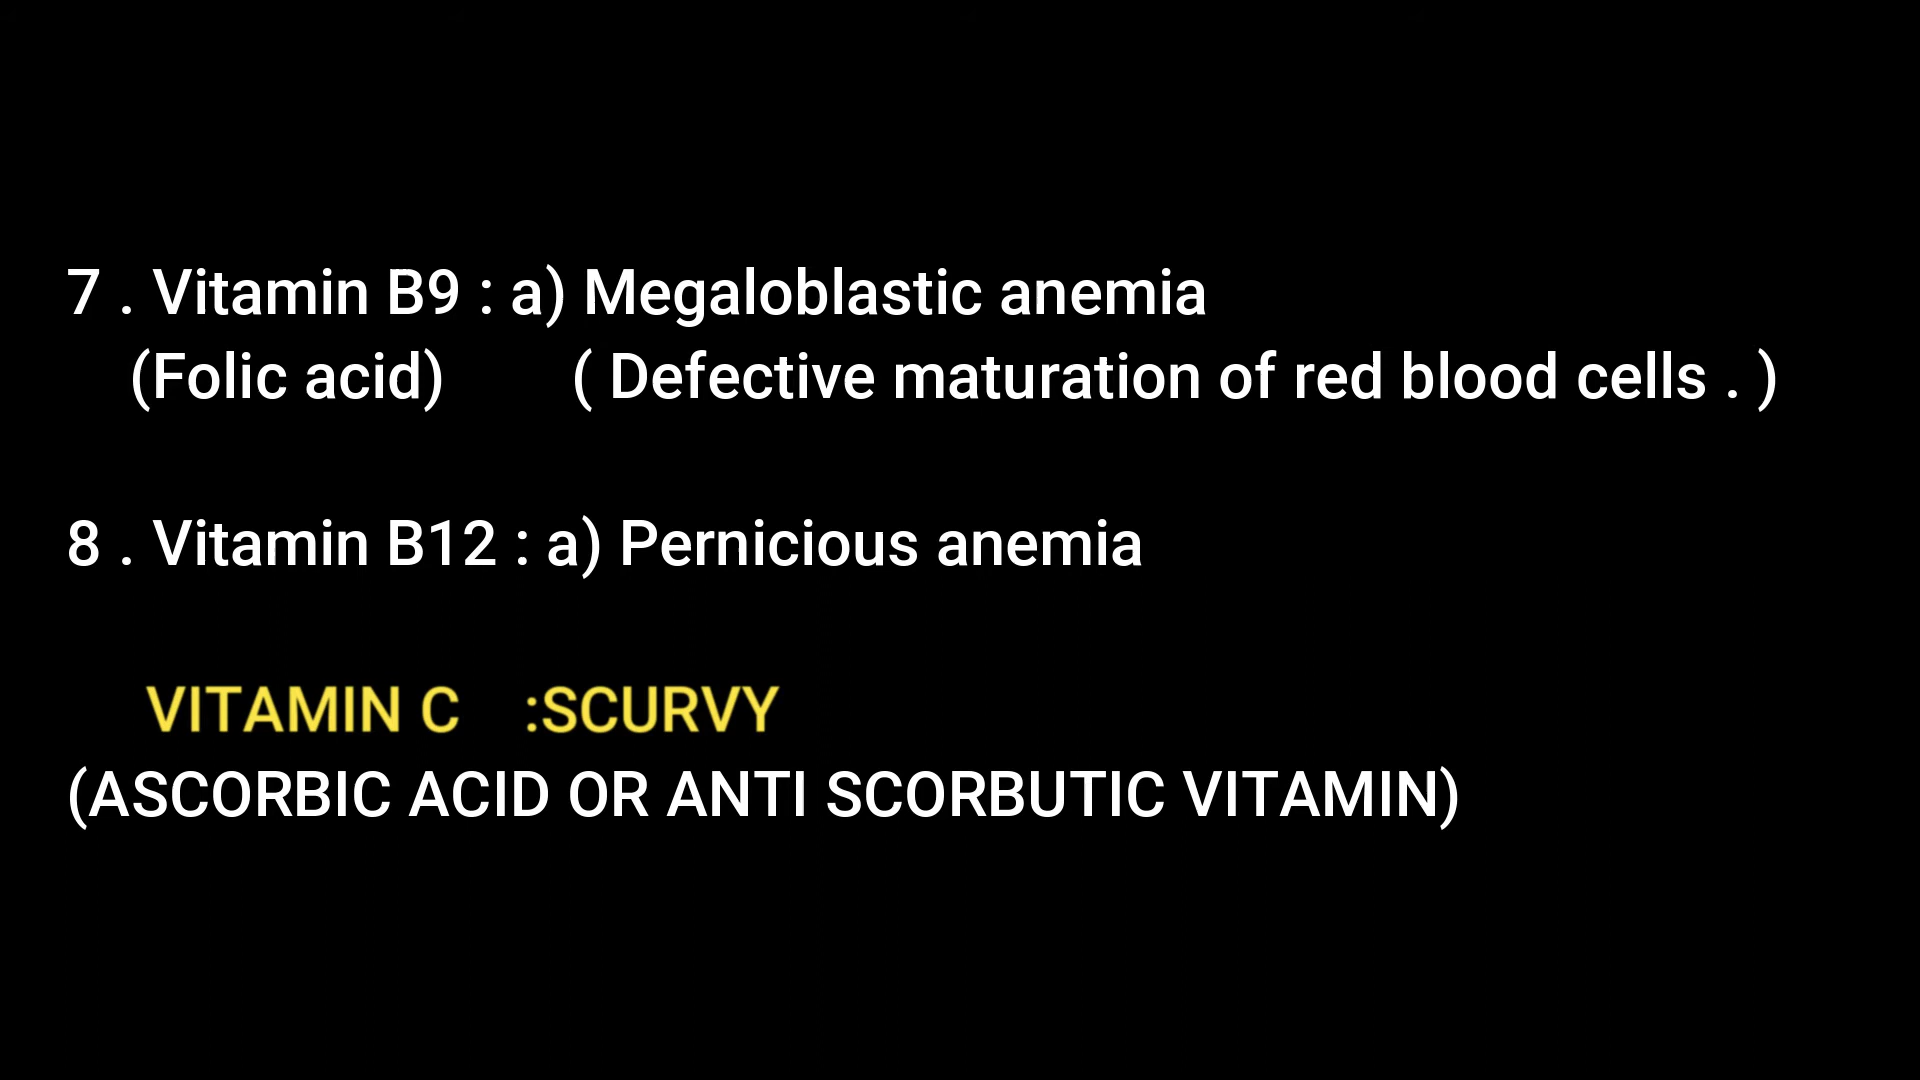 7 . Vitamin B9 : a) Megaloblastic anemia
(Folic acid) ( Defective maturation of red blood cells . )
8 . Vitamin B12 : a) Pernicious anemia
VITAMIN C :SCURVY
(ASCORBIC ACID OR ANTI SCORBUTIC VITAMIN)